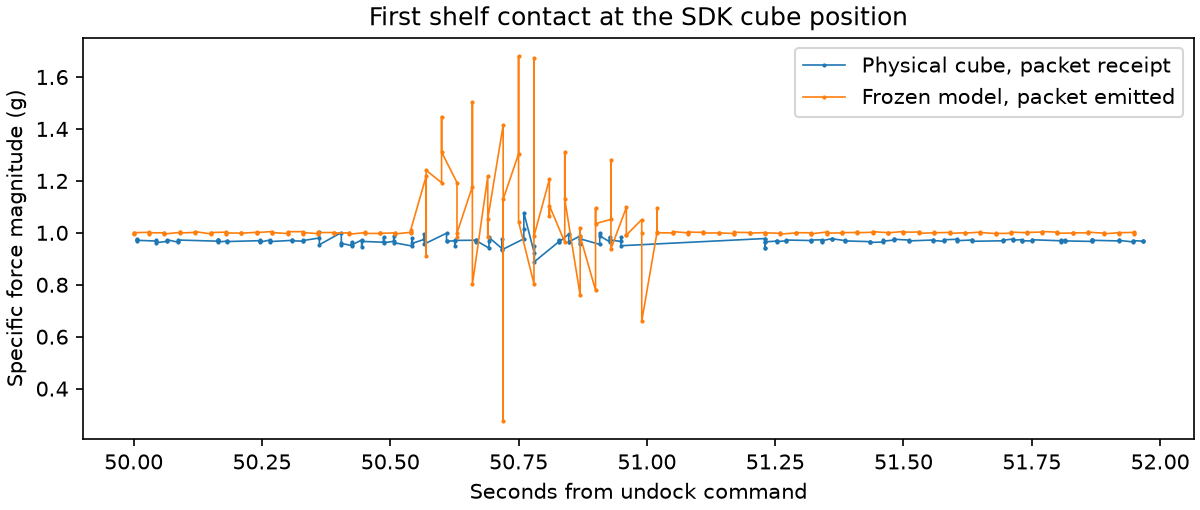 First shelf contact at the SDK cube position
Physical cube, packet receipt
Frozen model, packet emitted
Specific force magnitude (g)
1.6
1.4
1.2
1.0
0.8
0.6
0.4
50.00 50.25 50.50 50.75 51.00 51.25 51.50 51.75 52.00
Seconds from undock command